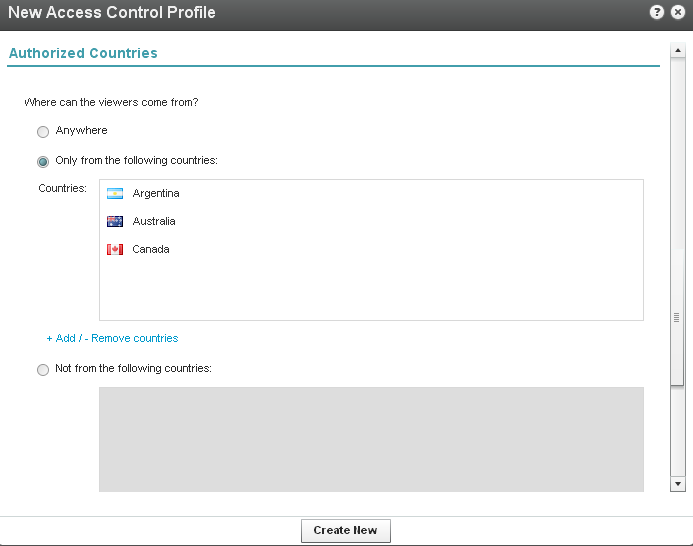 New Access Control Profile
Authorized Countries
Where can the viewers come from?
Anywhere
Only from the following countries:
Countries:
Argentina
Australia
Canada
+ Add / - Remove countries
Not from the following countries:
Create New